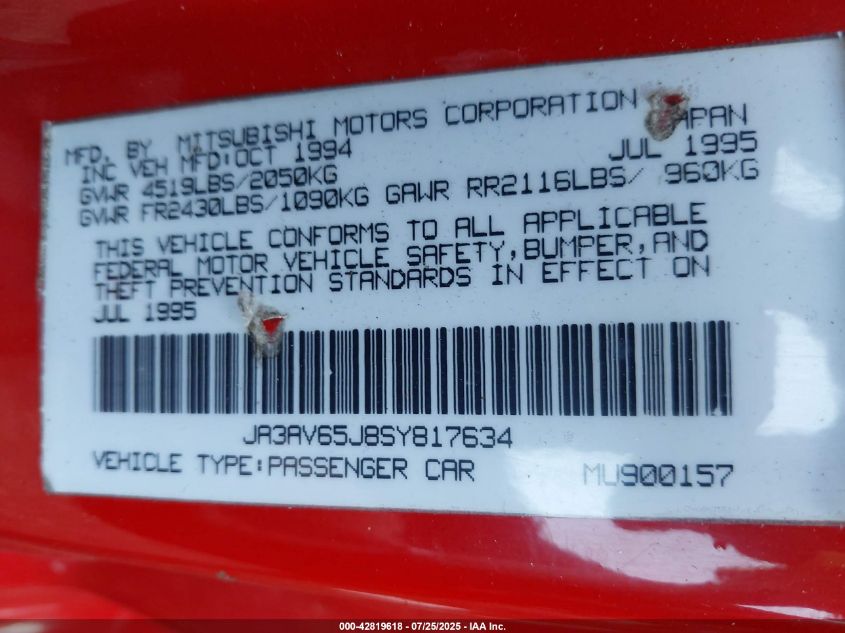 MFD. BY MITSUBISHI MOTORS CORPORATION JAPAN
INC VEH MFD:OCT 1994 JUL 1995
GVWR 4519LBS/2050KG
GVWR FR2430LBS/1090KG GAWR RR2116LBS/ 960KG
THIS VEHICLE CONFORMS TO ALL APPLICABLE
FEDERAL MOTOR VEHICLE SAFETY, BUMPER, AND
THEFT PREVENTION STANDARDS IN EFFECT ON
JUL 1995
JA3AV65J8SY817634
VEHICLE TYPE:PASSENGER CAR MU900157
000-42819618 - 07/25/2025 - IAA Inc.